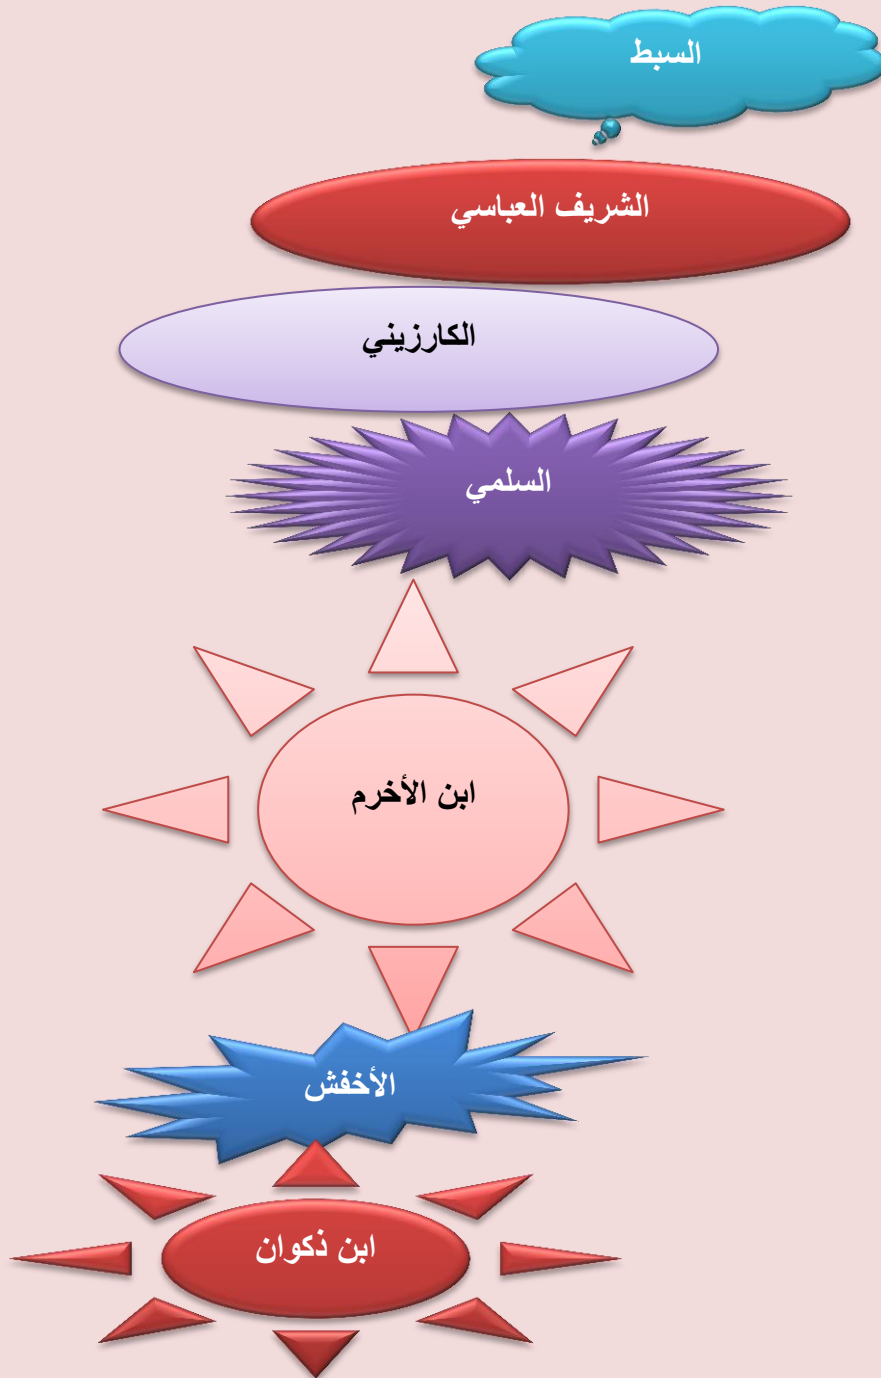 السبط
الشريف العباسي
الكارزيني
السلمي
ابن الأخرم
الأخفش
ابن ذكوان